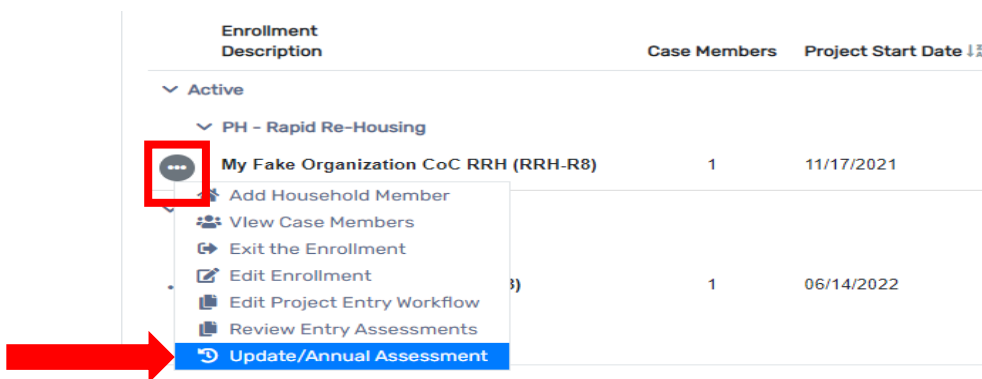 Enrollment
Description Case Members Project Start Date
Active
PH - Rapid Re-Housing
My Fake Organization CoC RRH (RRH-R8) 1 11/17/2021
Add Household Member
VIew Case Members
Exit the Enrollment
Edit Enrollment
) 1 06/14/2022
Edit Project Entry Workflow
Review Entry Assessments
Update/Annual Assessment